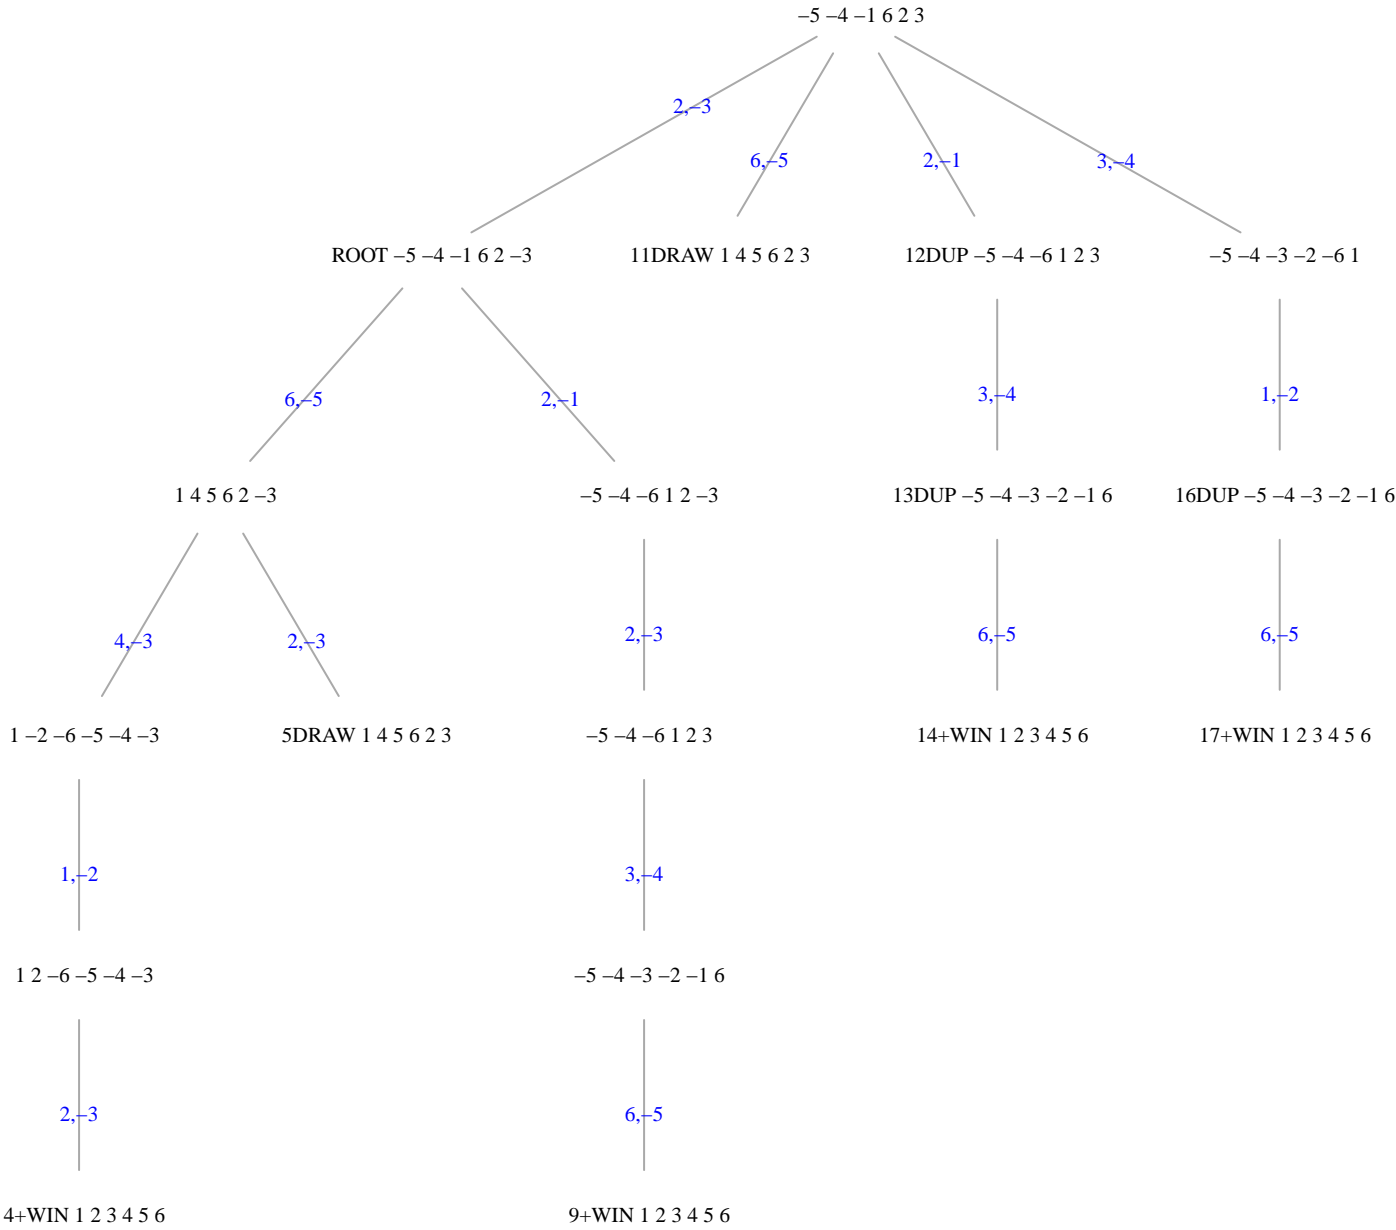 −5 −4 −1 6 2 3
2,−3
6,−5
2,−1
3,−4
ROOT −5 −4 −1 6 2 −3
11DRAW 1 4 5 6 2 3
12DUP −5 −4 −6 1 2 3
−5 −4 −3 −2 −6 1
6,−5
2,−1
3,−4
1,−2
1 4 5 6 2 −3
−5 −4 −6 1 2 −3
13DUP −5 −4 −3 −2 −1 6
16DUP −5 −4 −3 −2 −1 6
4,−3
2,−3
2,−3
6,−5
6,−5
1 −2 −6 −5 −4 −3
5DRAW 1 4 5 6 2 3
−5 −4 −6 1 2 3
14+WIN 1 2 3 4 5 6
17+WIN 1 2 3 4 5 6
1,−2
3,−4
1 2 −6 −5 −4 −3
−5 −4 −3 −2 −1 6
2,−3
6,−5
4+WIN 1 2 3 4 5 6
9+WIN 1 2 3 4 5 6